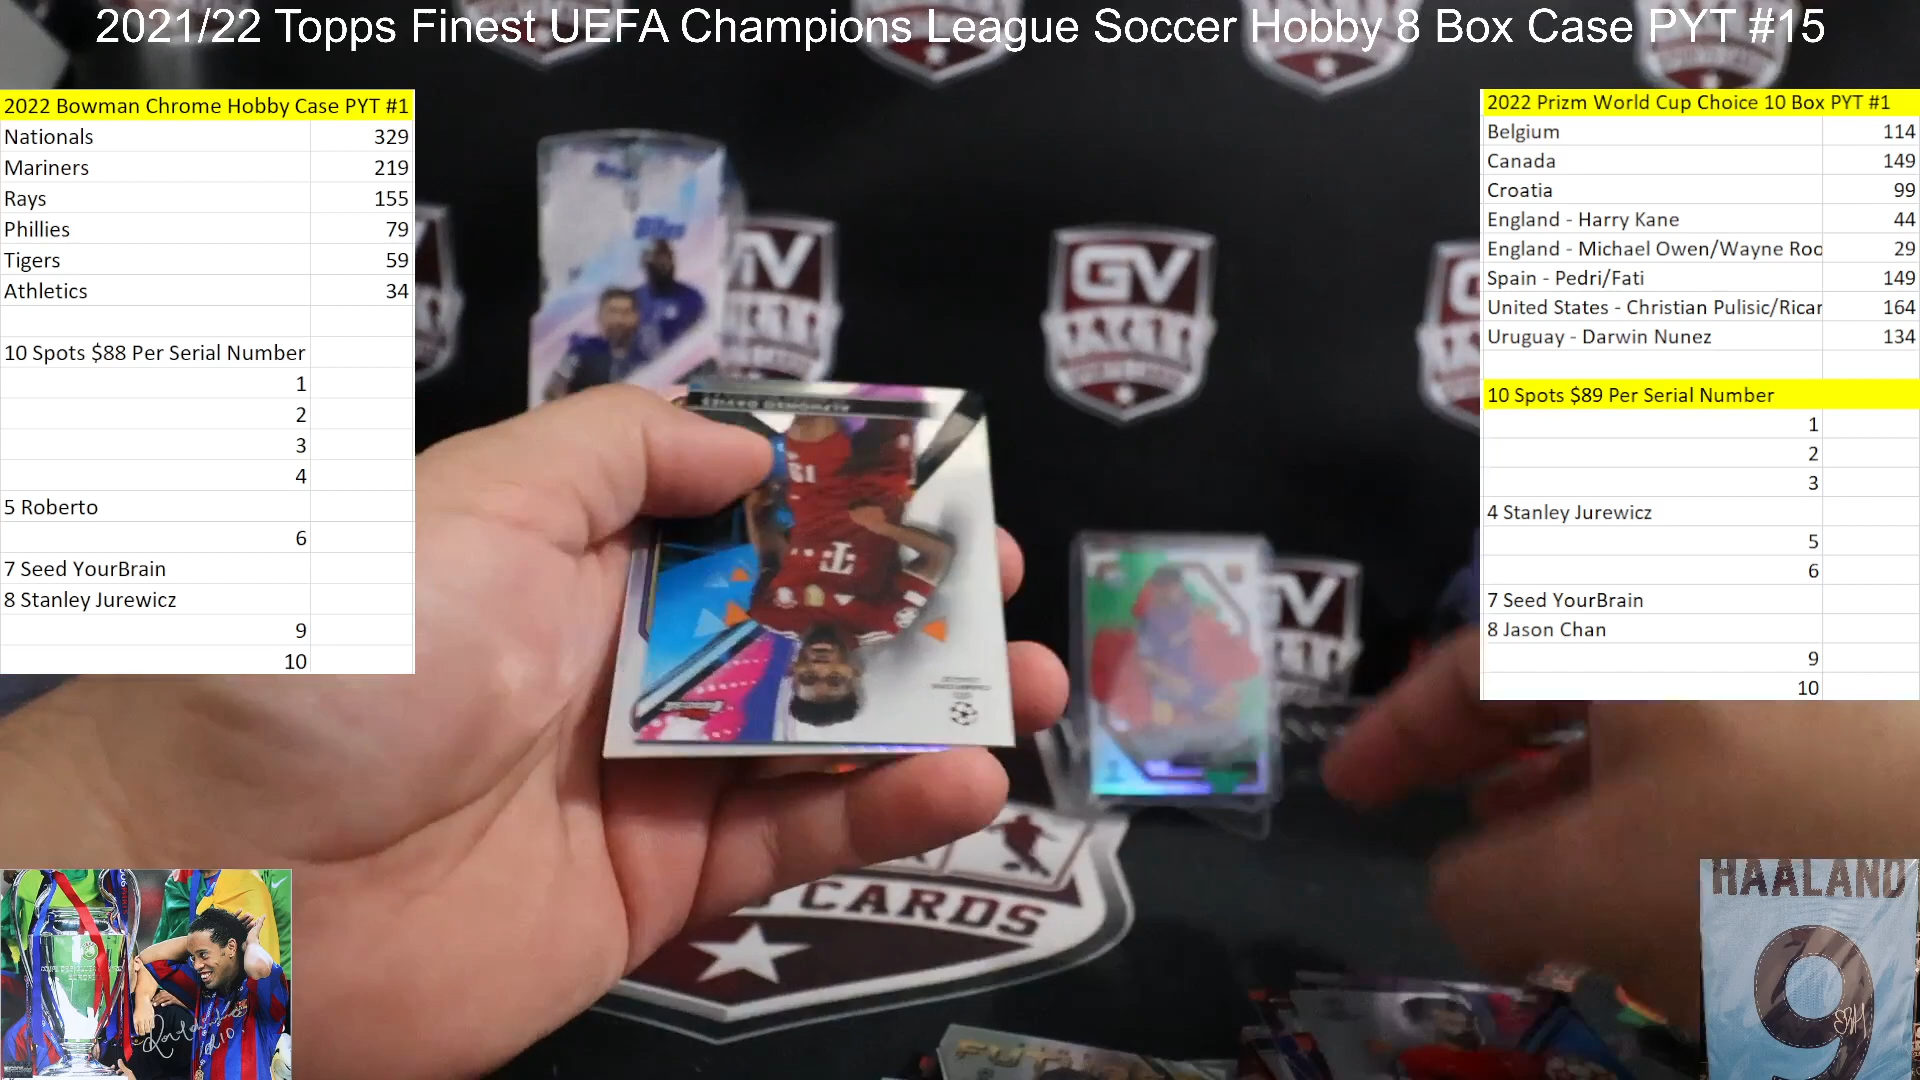 2021/22 Topps Finest UEFA Champions League Soccer Hobby 8 Box Case PYT #15
2022 Bowman Chrome Hobby Case PYT #1
Nationals 329
Mariners 219
Rays 155
Phillies 79
Tigers 59
Athletics 34
10 Spots $88 Per Serial Number
1
2
3
4
5 Roberto
6
7 Seed YourBrain
8 Stanley Jurewicz
9
10
2022 Prizm World Cup Choice 10 Box PYT #1
Belgium 114
Canada 149
Croatia 99
England - Harry Kane 44
England - Michael Owen/Wayne Roo 29
Spain - Pedri/Fati 149
United States - Christian Pulisic/Ricar 164
Uruguay - Darwin Nunez 134
10 Spots $89 Per Serial Number
1
2
3
4 Stanley Jurewicz
5
6
7 Seed YourBrain
8 Jason Chan
9
10
GV
ALPHONSO DAVIES
19
T
CARDS
HAALAND
9